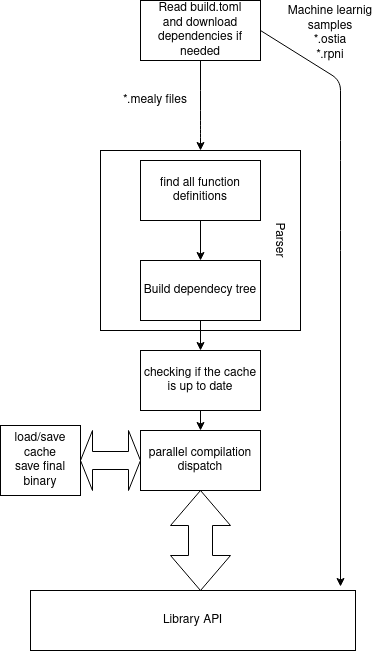 Read build.toml
and download
dependencies if
needed
Machine learnig
samples
*.ostia
*.rpni
*.mealy files
find all function
definitions
Parser
Build dependecy tree
checking if the cache
is up to date
load/save
cache
save final
binary
parallel compilation
dispatch
Library API